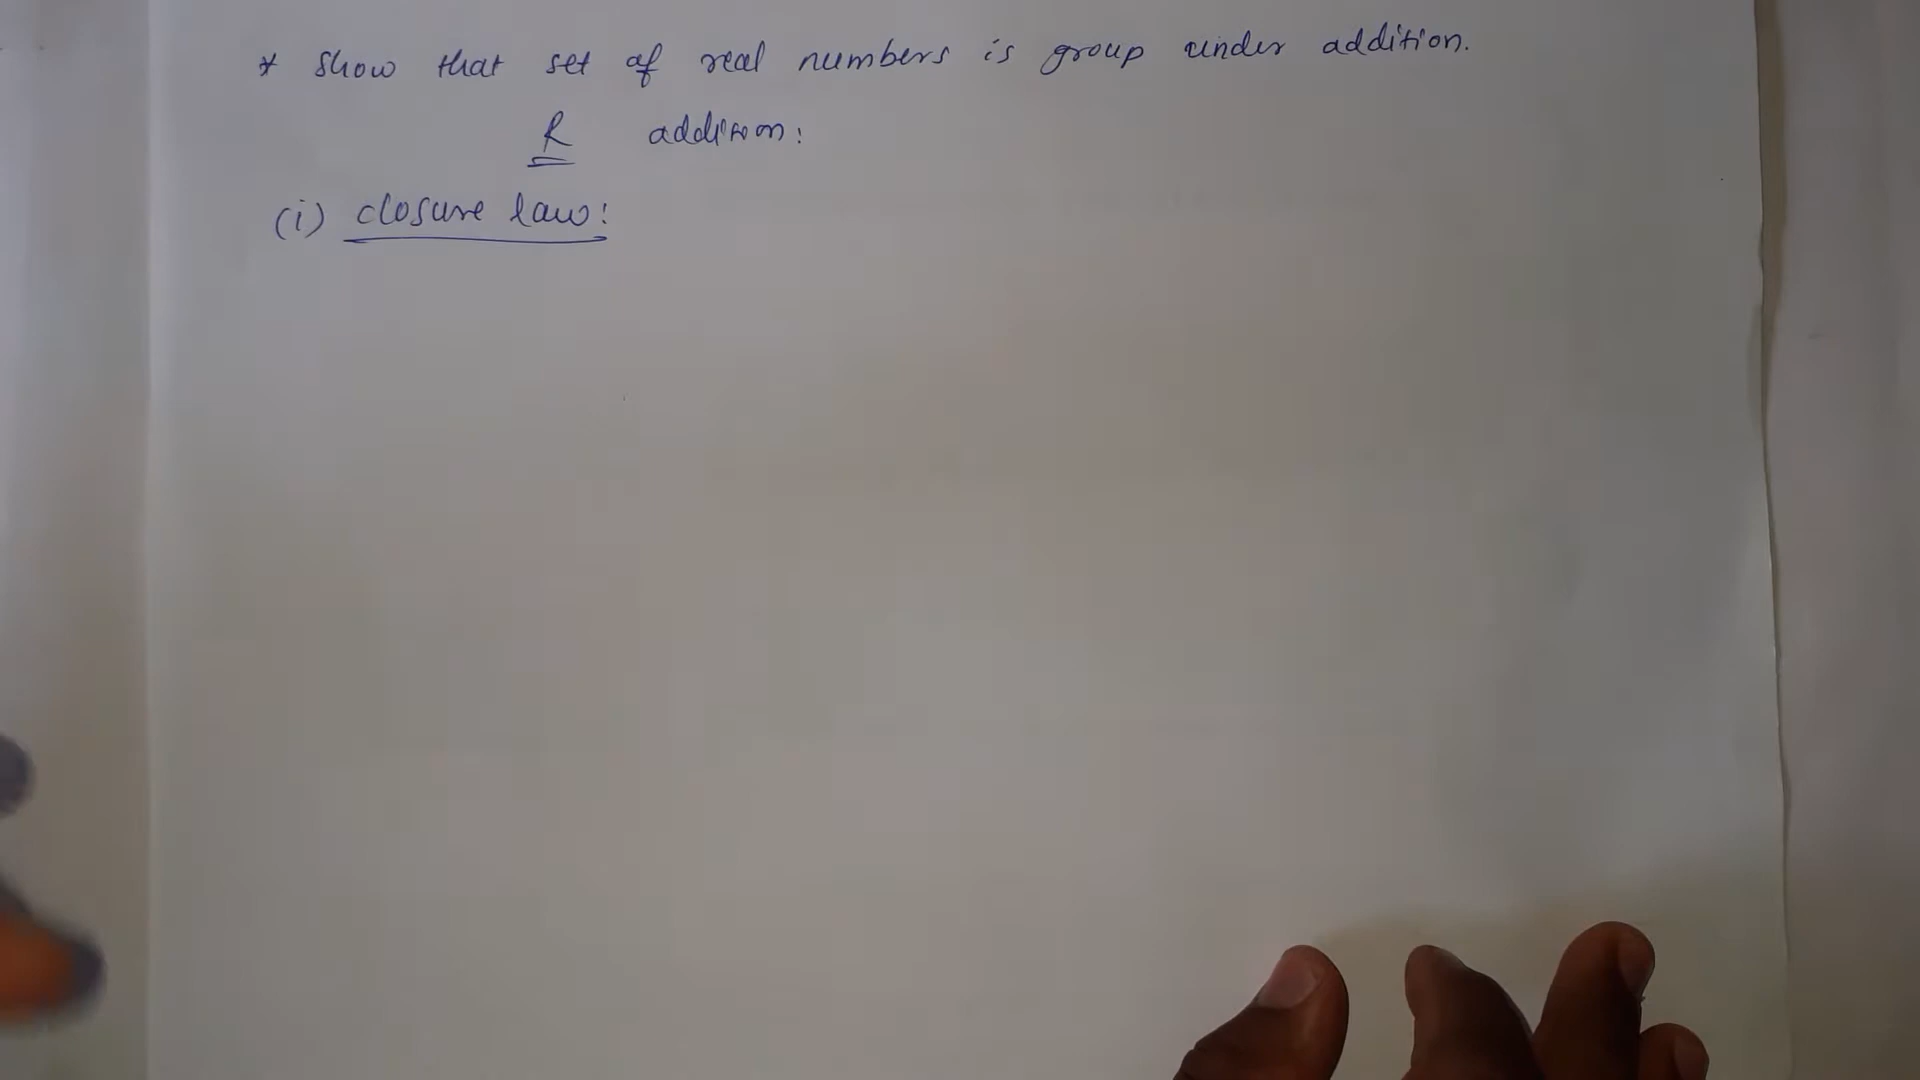 * Show that set of real numbers is group under addition.
R addition:
(i) closure law: